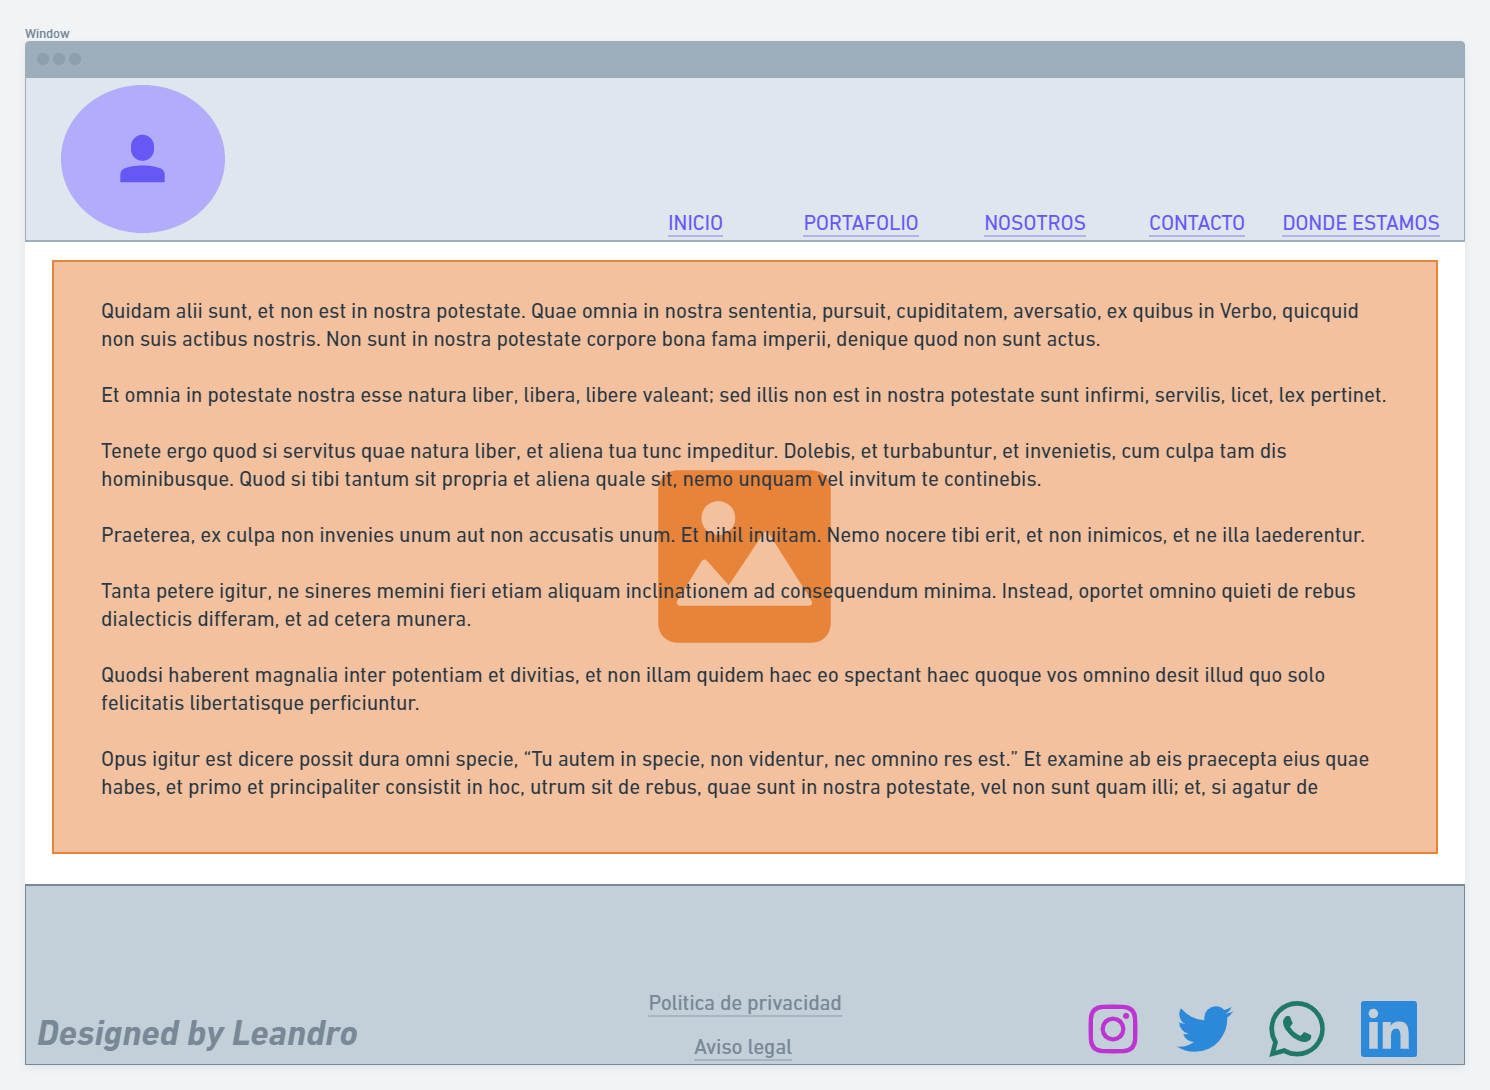 Window
INICIO PORTAFOLIO NOSOTROS CONTACTO DONDE ESTAMOS
Quidam alii sunt, et non est in nostra potestate. Quae omnia in nostra sententia, pursuit, cupiditatem, aversatio, ex quibus in Verbo, quicquid
non suis actibus nostris. Non sunt in nostra potestate corpore bona fama imperii, denique quod non sunt actus.
Et omnia in potestate nostra esse natura liber, libera, libere valeant; sed illis non est in nostra potestate sunt infirmi, servilis, licet, lex pertinet.
Tenete ergo quod si servitus quae natura liber, et aliena tua tunc impeditur. Dolebis, et turbabuntur, et invenietis, cum culpa tam dis
hominibusque. Quod si tibi tantum sit propria et aliena quale sit, nemo unquam vel invitum te continebis.
Praeterea, ex culpa non invenies unum aut non accusatis unum. Et nihil inuitam. Nemo nocere tibi erit, et non inimicos, et ne illa laederentur.
Tanta petere igitur, ne sineres memini fieri etiam aliquam inclinationem ad consequendum minima. Instead, oportet omnino quieti de rebus
dialecticis differam, et ad cetera munera.
Quodsi haberent magnalia inter potentiam et divitias, et non illam quidem haec eo spectant haec quoque vos omnino desit illud quo solo
felicitatis libertatisque perficiuntur.
Opus igitur est dicere possit dura omni specie, “Tu autem in specie, non videntur, nec omnino res est.” Et examine ab eis praecepta eius quae
habes, et primo et principaliter consistit in hoc, utrum sit de rebus, quae sunt in nostra potestate, vel non sunt quam illi; et, si agatur de
Politica de privacidad
Designed by Leandro
Aviso legal
in